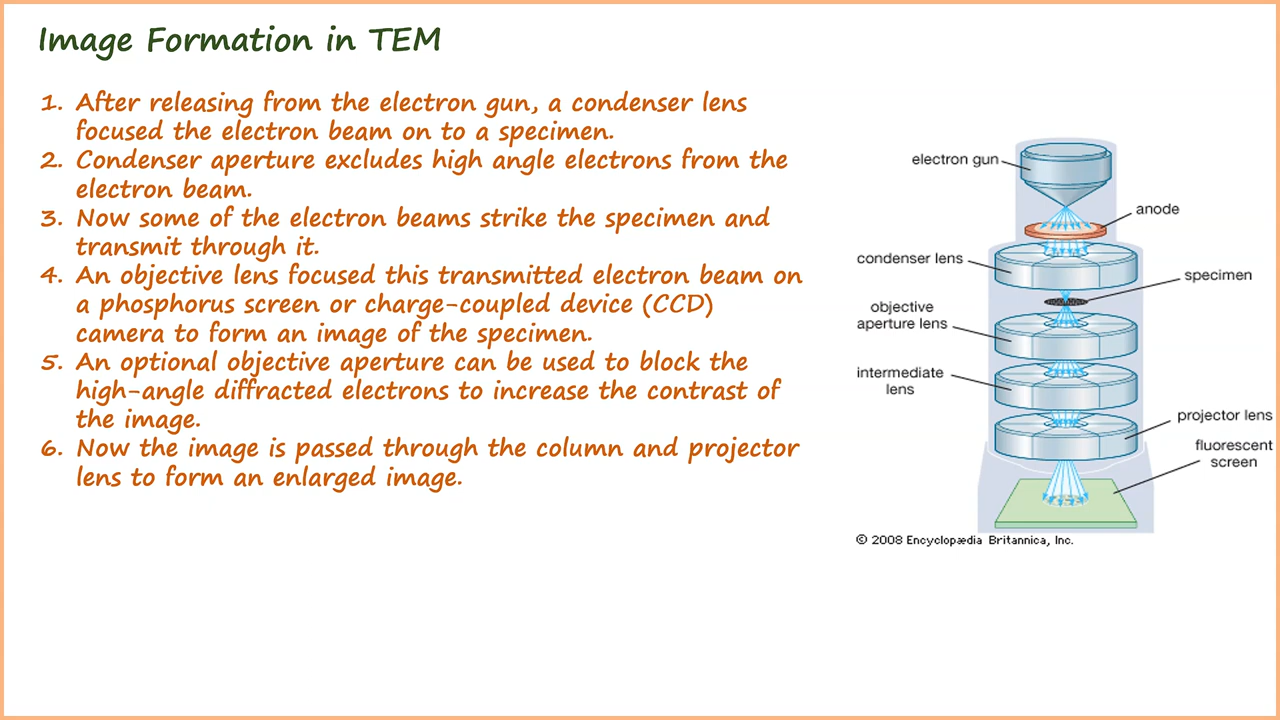 Image Formation in TEM
1. After releasing from the electron gun, a condenser lens
focused the electron beam on to a specimen.
2. Condenser aperture excludes high angle electrons from the
electron beam.
3. Now some of the electron beams strike the specimen and
transmit through it.
4. An objective lens focused this transmitted electron beam on
a phosphorus screen or charge-coupled device (CCD)
camera to form an image of the specimen.
5. An optional objective aperture can be used to block the
high-angle diffracted electrons to increase the contrast of
the image.
6. Now the image is passed through the column and projector
lens to form an enlarged image.
electron gun
anode
condenser lens
specimen
objective
aperture lens
intermediate
lens
projector lens
fluorescent
screen
© 2008 Encyclopædia Britannica, Inc.